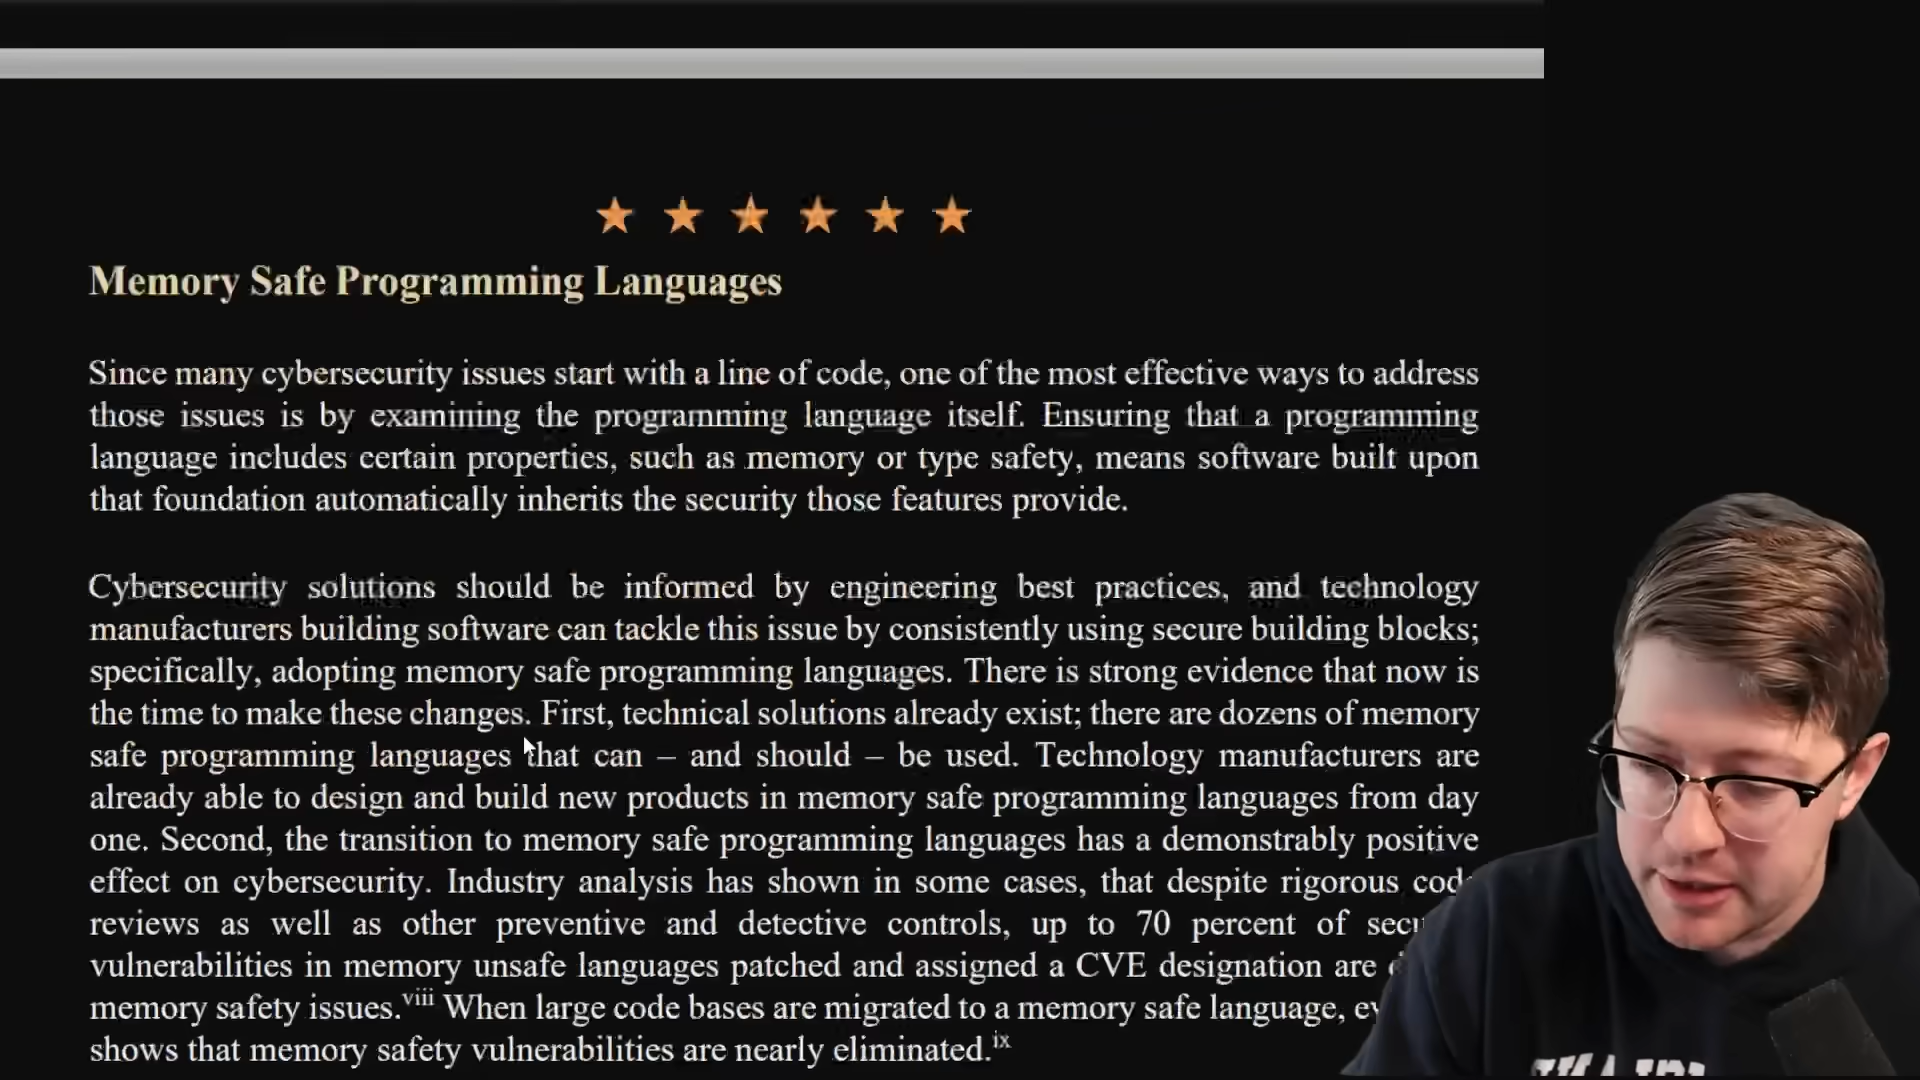 Memory Safe Programming Languages
Since many cybersecurity issues start with a line of code, one of the most effective ways to address
those issues is by examining the programming language itself. Ensuring that a programming
language includes certain properties, such as memory or type safety, means software built upon
that foundation automatically inherits the security those features provide.
Cybersecurity solutions should be informed by engineering best practices, and technology
manufacturers building software can tackle this issue by consistently using secure building blocks;
specifically, adopting memory safe programming languages. There is strong evidence that now is
the time to make these changes. First, technical solutions already exist; there are dozens of memory
safe programming languages that can – and should – be used. Technology manufacturers are
already able to design and build new products in memory safe programming languages from day
one. Second, the transition to memory safe programming languages has a demonstrably positive
effect on cybersecurity. Industry analysis has shown in some cases, that despite rigorous code
reviews as well as other preventive and detective controls, up to 70 percent of
vulnerabilities in memory unsafe languages patched and assigned a CVE designation are
memory safety issues.viii When large code bases are migrated to a memory safe language,
shows that memory safety vulnerabilities are nearly eliminated.ix